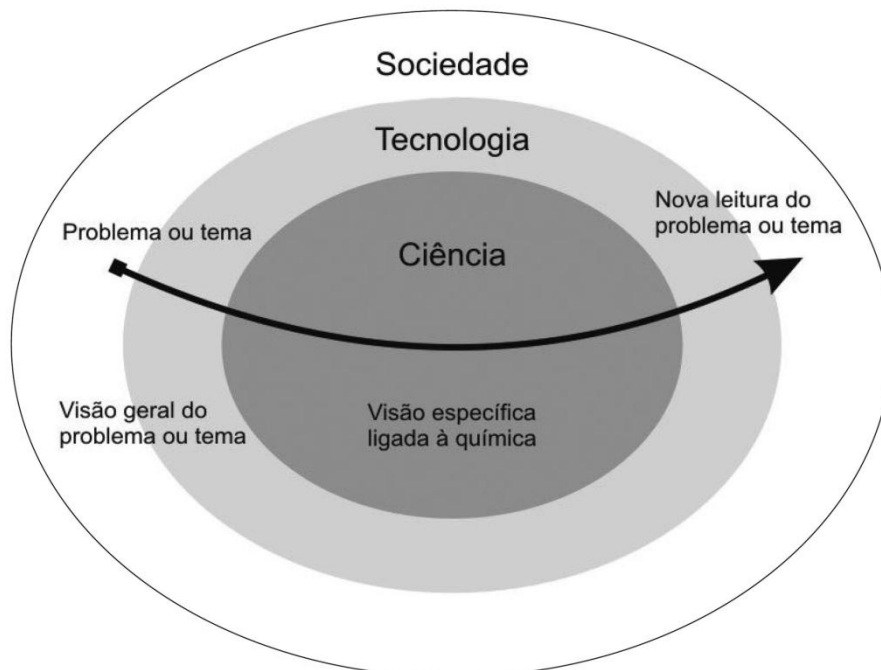 Sociedade
Tecnologia
Nova leitura do
problema ou tema
Problema ou tema
Ciência
Visão geral do
problema ou tema
Visão específica
ligada à química